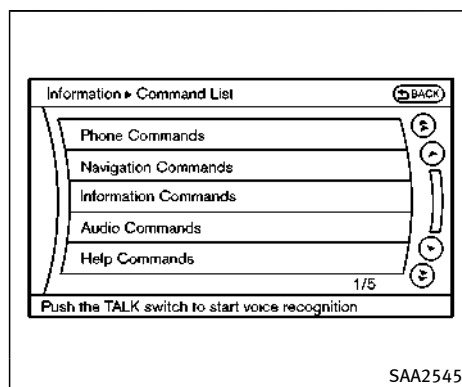 Information ▸ Command List
BACK
Phone Commands
Navigation Commands
Information Commands
Audio Commands
Help Commands
1/5
Push the TALK switch to start voice recognition
SAA2545